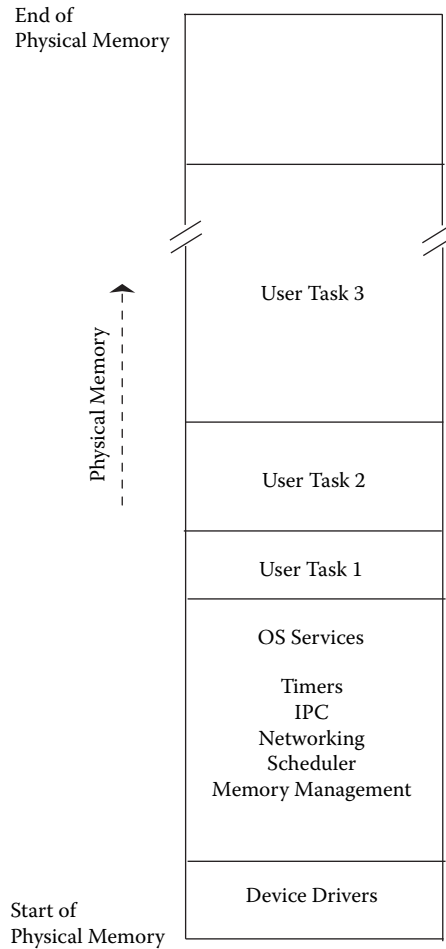 End of
Physical Memory
User Task 3
Physical Memory
User Task 2
User Task 1
OS Services
Timers
IPC
Networking
Scheduler
Memory Management
Device Drivers
Start of
Physical Memory